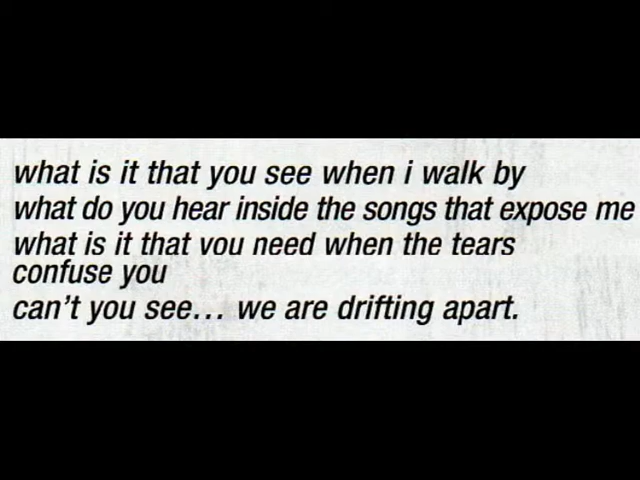 what is it that you see when i walk by
what do you hear inside the songs that expose me
what is it that vou need when the tears
confuse you
can't you see... we are drifting apart.